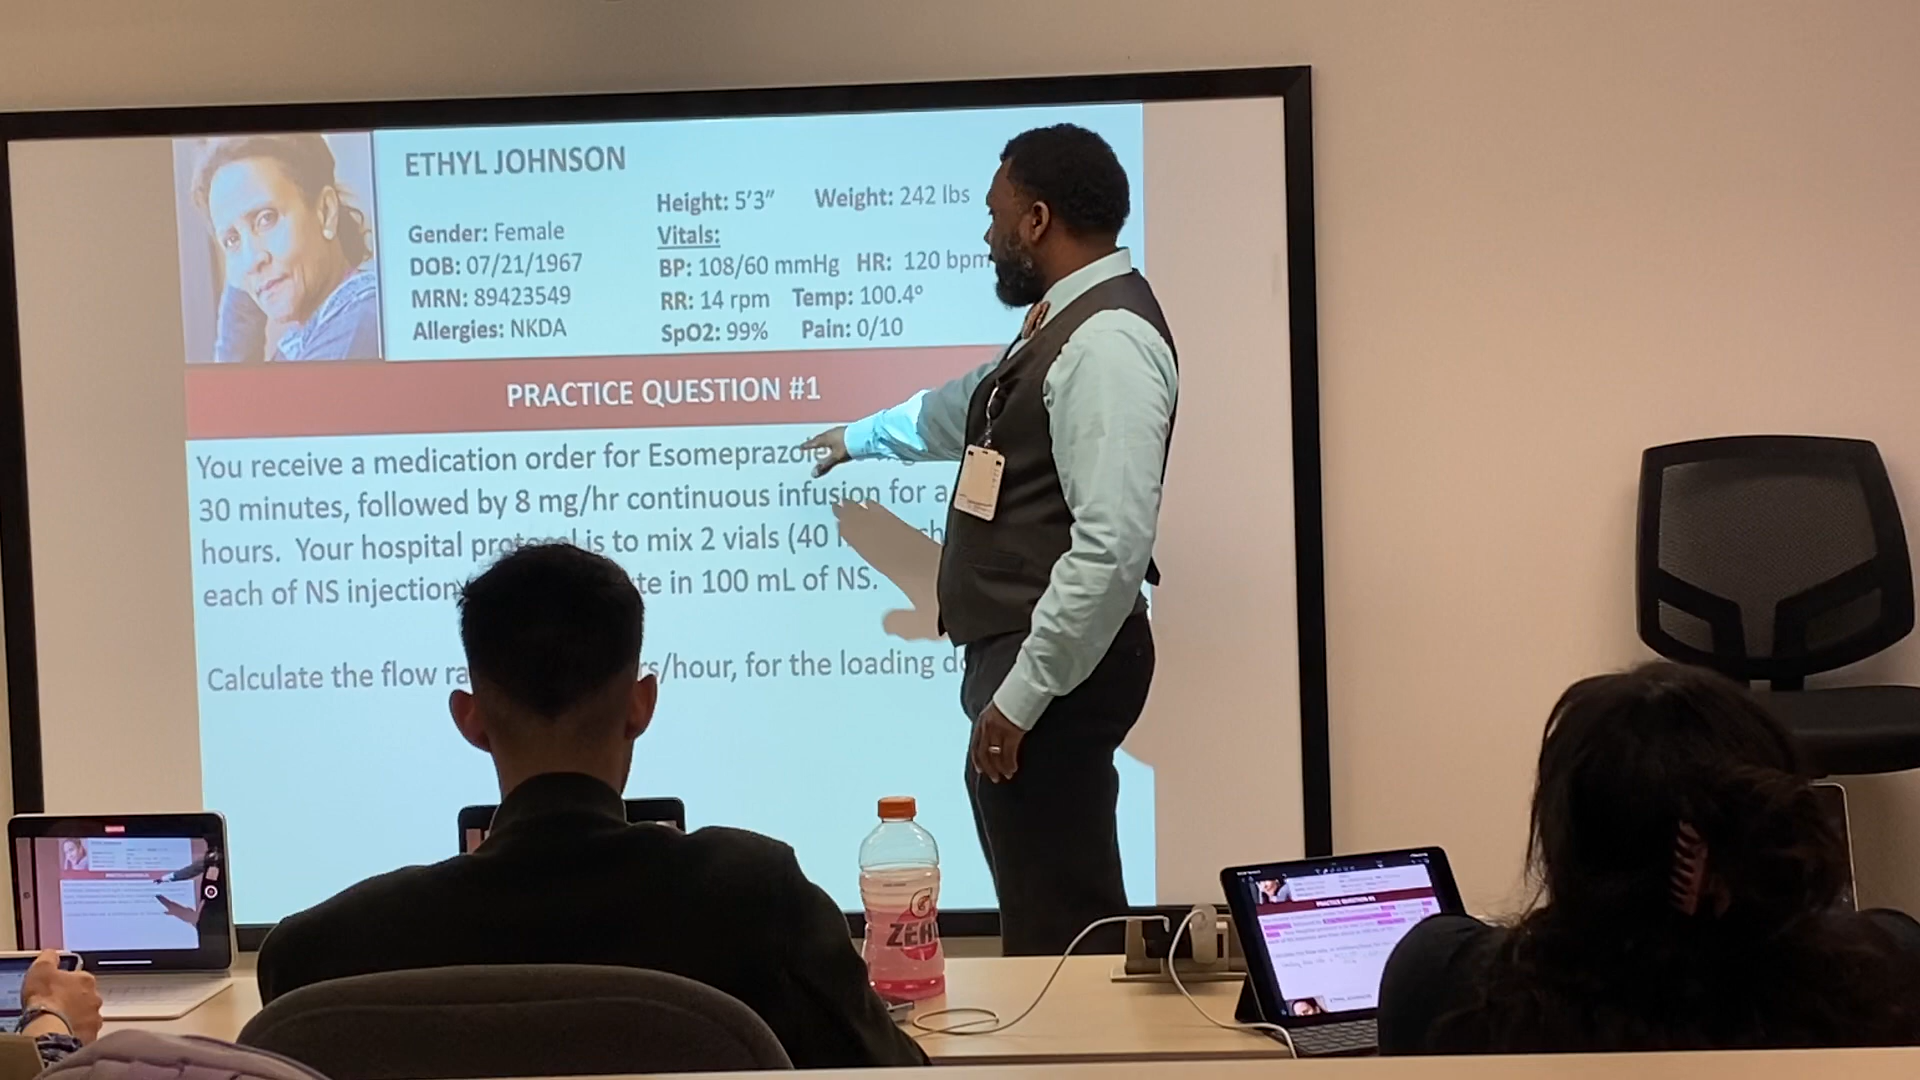 ETHYL JOHNSON
Height: 5'3" Weight: 242 lbs
Gender: Female
Vitals:
DOB: 07/21/1967
BP: 108/60 mmHg HR: 120 bpm
MRN: 89423549
RR: 14 rpm Temp: 100.4º
Allergies: NKDA
SpO2: 99% Pain: 0/10
PRACTICE QUESTION #1
You receive a medication order for Esomeprazole
30 minutes, followed by 8 mg/hr continuous infusion for a
hours. Your hospital protocol is to mix 2 vials (40
each of NS injection in 100 mL of NS.
Calculate the flow /hour, for the loading
G
ZERO
PRACTICE QUESTION #1